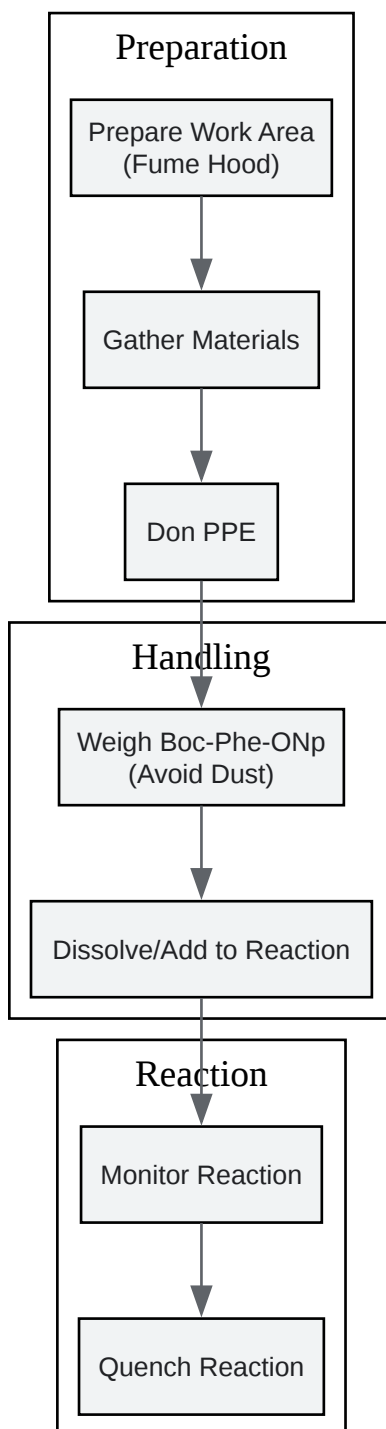 Preparation
Prepare Work Area
(Fume Hood)
Gather Materials
Don PPE
Handling
Weigh Boc-Phe-ONp
(Avoid Dust)
Dissolve/Add to Reaction
Reaction
Monitor Reaction
Quench Reaction